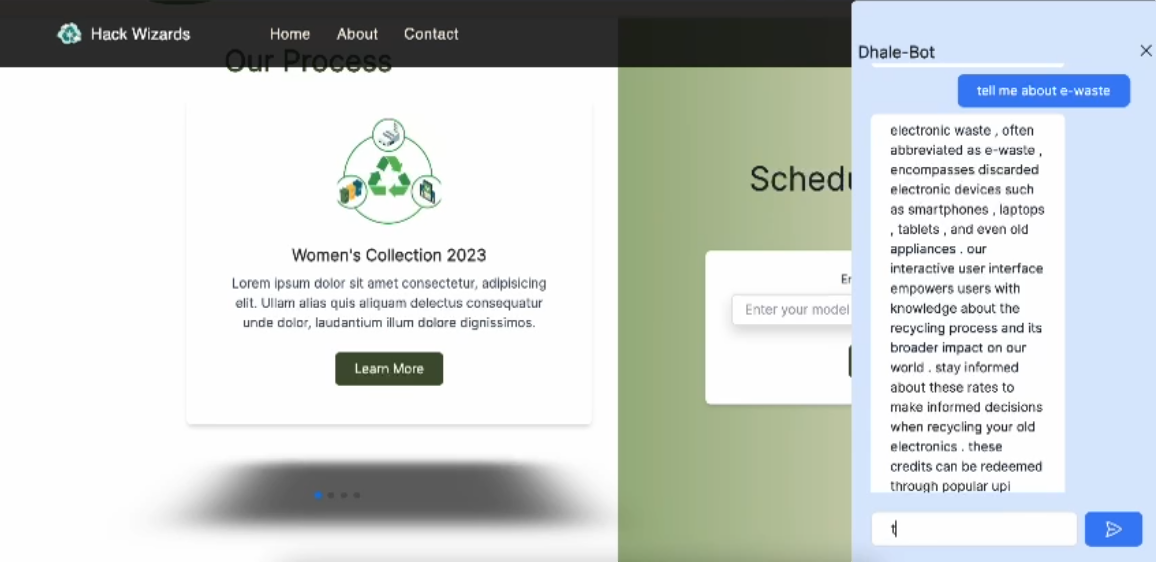 Hack Wizards
Home
About
Contact
Our Process
Women's Collection 2023
Lorem ipsum dolor sit amet consectetur, adipisicing
elit. Ullam alias quis aliquam delectus consequatur
unde dolor, laudantium illum dolore dignissimos.
Learn More
Schedu
Er
Enter your model
Dhale-Bot
tell me about e-waste
electronic waste , often
abbreviated as e-waste ,
encompasses discarded
electronic devices such
as smartphones , laptops
, tablets , and even old
appliances . our
interactive user interface
empowers users with
knowledge about the
recycling process and its
broader impact on our
world . stay informed
about these rates to
make informed decisions
when recycling your old
electronics . these
credits can be redeemed
through popular upi
t